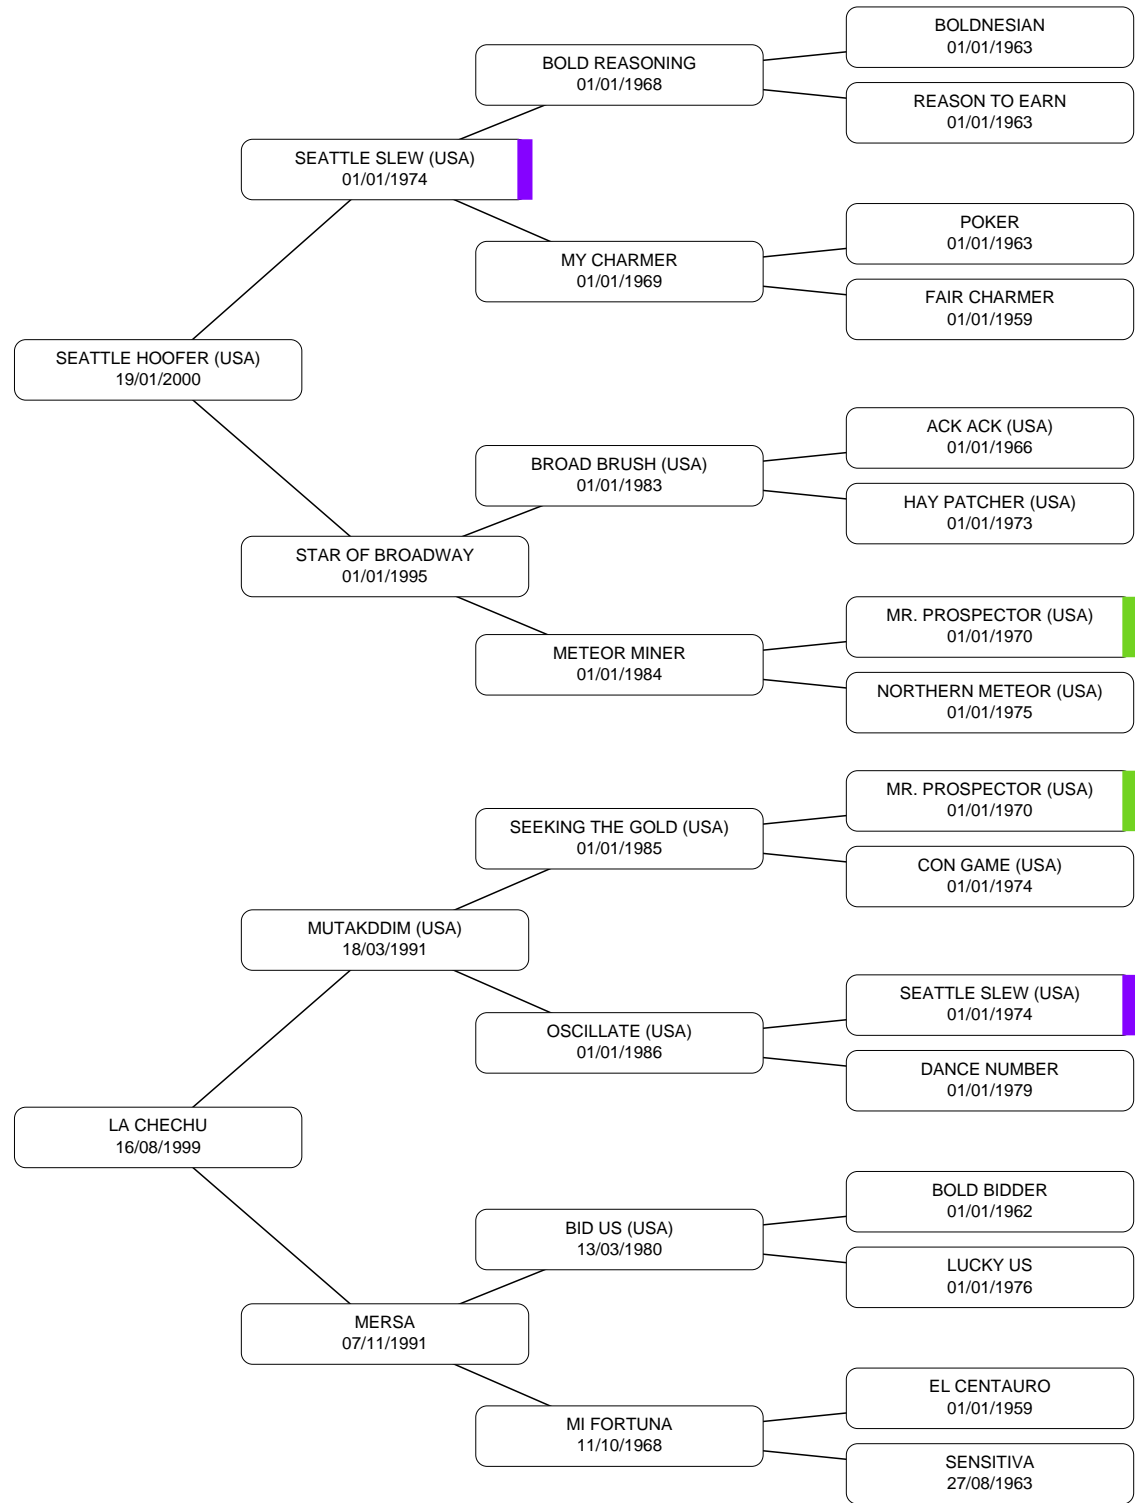 BOLDNESIAN
01/01/1963
BOLD REASONING
01/01/1968
REASON TO EARN
01/01/1963
SEATTLE SLEW (USA)
01/01/1974
POKER
01/01/1963
MY CHARMER
01/01/1969
FAIR CHARMER
01/01/1959
SEATTLE HOOFER (USA)
19/01/2000
ACK ACK (USA)
01/01/1966
BROAD BRUSH (USA)
01/01/1983
HAY PATCHER (USA)
01/01/1973
STAR OF BROADWAY
01/01/1995
MR. PROSPECTOR (USA)
01/01/1970
METEOR MINER
01/01/1984
NORTHERN METEOR (USA)
01/01/1975
MR. PROSPECTOR (USA)
01/01/1970
SEEKING THE GOLD (USA)
01/01/1985
CON GAME (USA)
01/01/1974
MUTAKDDIM (USA)
18/03/1991
SEATTLE SLEW (USA)
01/01/1974
OSCILLATE (USA)
01/01/1986
DANCE NUMBER
01/01/1979
LA CHECHU
16/08/1999
BOLD BIDDER
01/01/1962
BID US (USA)
13/03/1980
LUCKY US
01/01/1976
MERSA
07/11/1991
EL CENTAURO
01/01/1959
MI FORTUNA
11/10/1968
SENSITIVA
27/08/1963